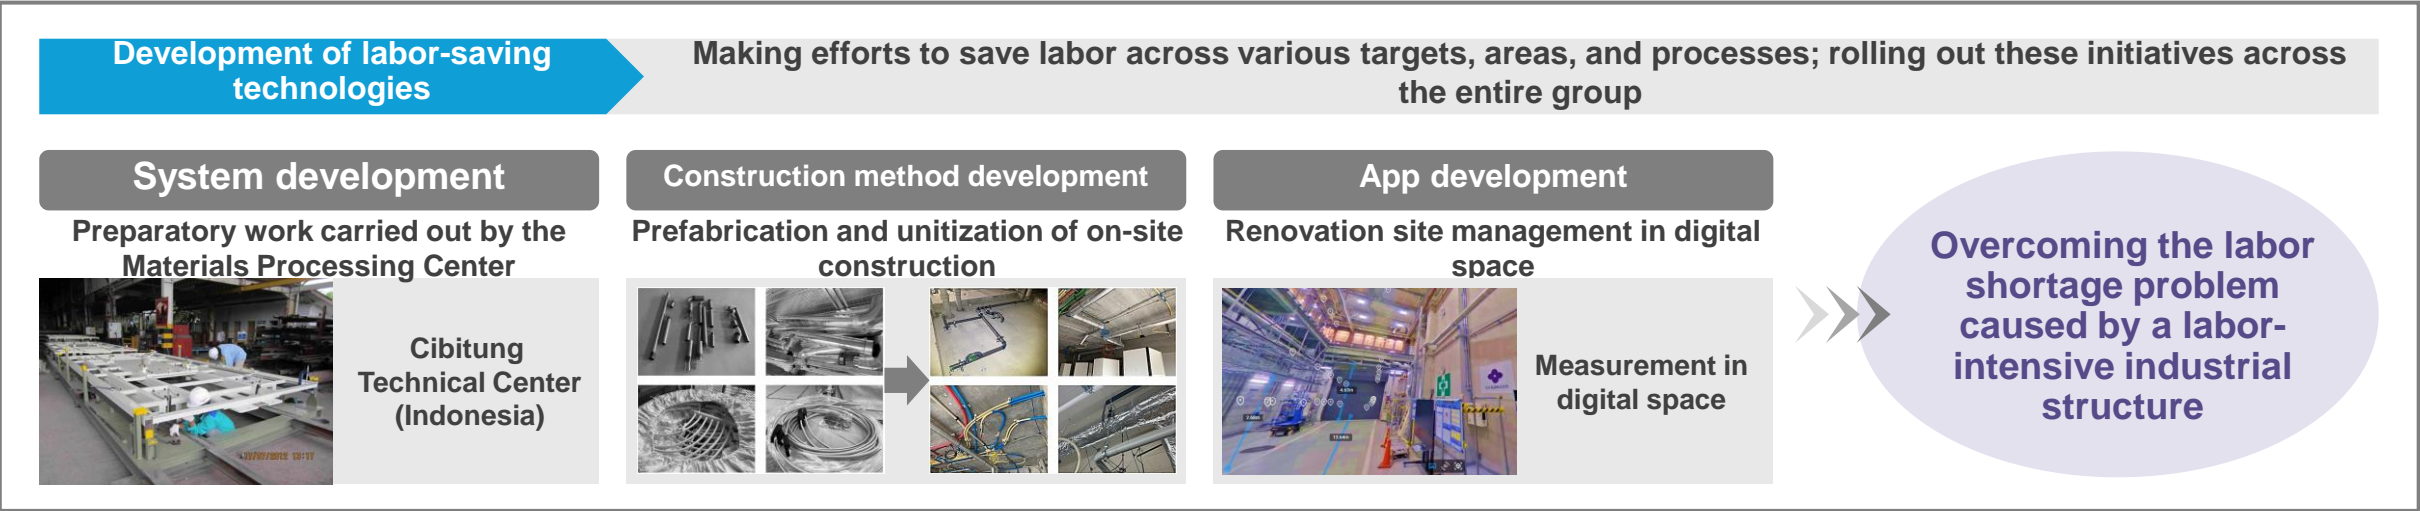 Development of labor-saving
technologies
Making efforts to save labor across various targets, areas, and processes; rolling out these initiatives across
the entire group
System development
Preparatory work carried out by the
Materials Processing Center
Cibitung
Technical Center
(Indonesia)
Construction method development
Prefabrication and unitization of on-site
construction
App development
Renovation site management in digital
space
Measurement in
digital space
Overcoming the labor
shortage problem
caused by a labor-
intensive industrial
structure